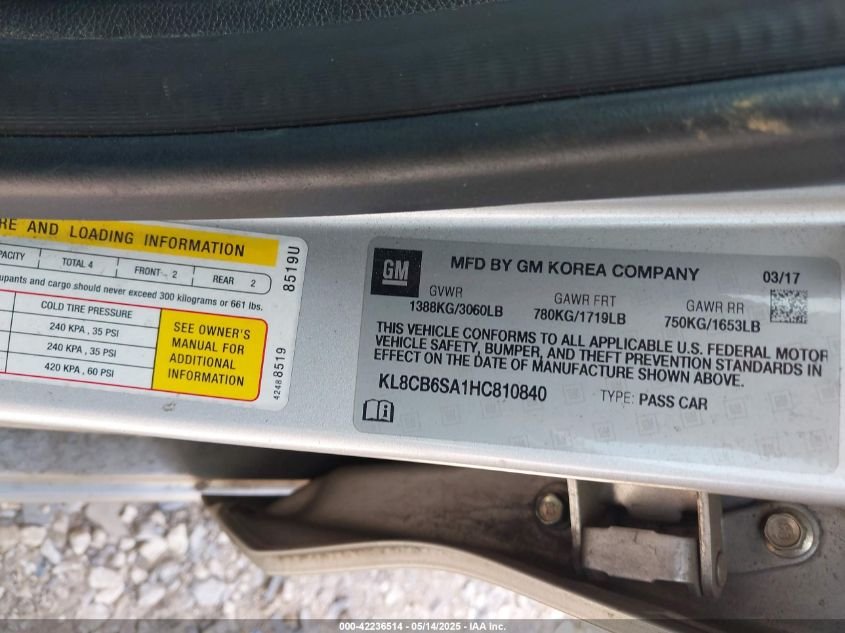 RE AND LOADING INFORMATION
PACITY TOTAL 4 FRONT 2 REAR 2
upants and cargo should never exceed 300 kilograms or 661 lbs.
COLD TIRE PRESSURE
240 KPA , 35 PSI
240 KPA , 35 PSI
420 KPA , 60 PSI
SEE OWNER'S
MANUAL FOR
ADDITIONAL
INFORMATION
8519U
42488519
GM
MFD BY GM KOREA COMPANY 03/17
GVWR GAWR FRT GAWR RR
1388KG/3060LB 780KG/1719LB 750KG/1653LB
THIS VEHICLE CONFORMS TO ALL APPLICABLE U.S. FEDERAL MOTOR
VEHICLE SAFETY, BUMPER, AND THEFT PREVENTION STANDARDS IN
EFFECT ON THE DATE OF MANUFACTURE SHOWN ABOVE.
KL8CB6SA1HC810840 TYPE: PASS CAR
000-42236514 - 05/14/2025 - IAA Inc.